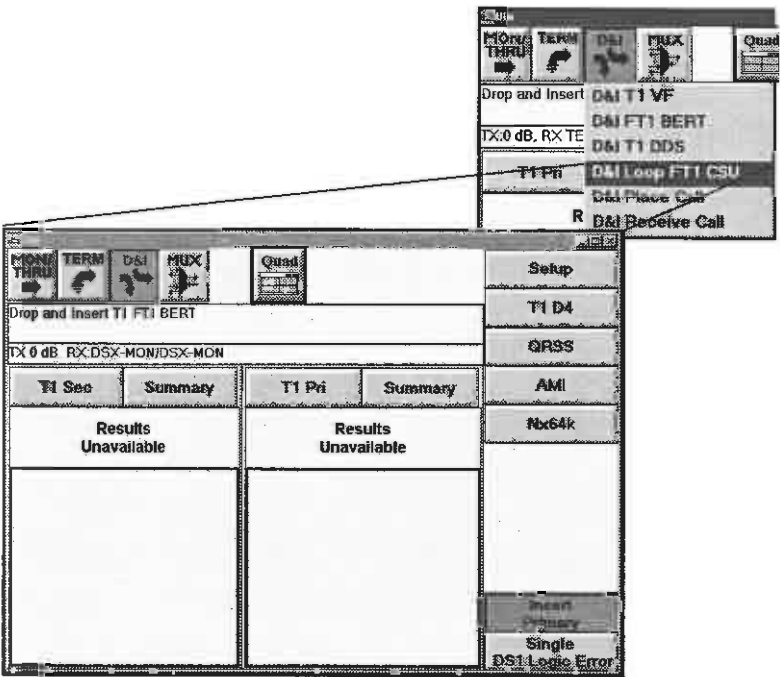 MON/ THRU TERM D&I MUX Quad
Drop and Insert
D&I T1 VF
D&I FT1 BERT
D&I T1 DDS
D&I Loop FT1 CSU
D&I Place Call
D&I Receive Call
TX:0 dB, RX TE
T1 Pri
R
MON/ THRU TERM D&I MUX Quad
Drop and Insert T1 FT1 BERT
TX 0 dB RX:DSX-MON/DSX-MON
T1 Sec Summary T1 Pri Summary
Results Results
Unavailable Unavailable
Setup
T1 D4
QRSS
AMI
Nx64k
Insert
Primary
Single
DS1 Logic Error